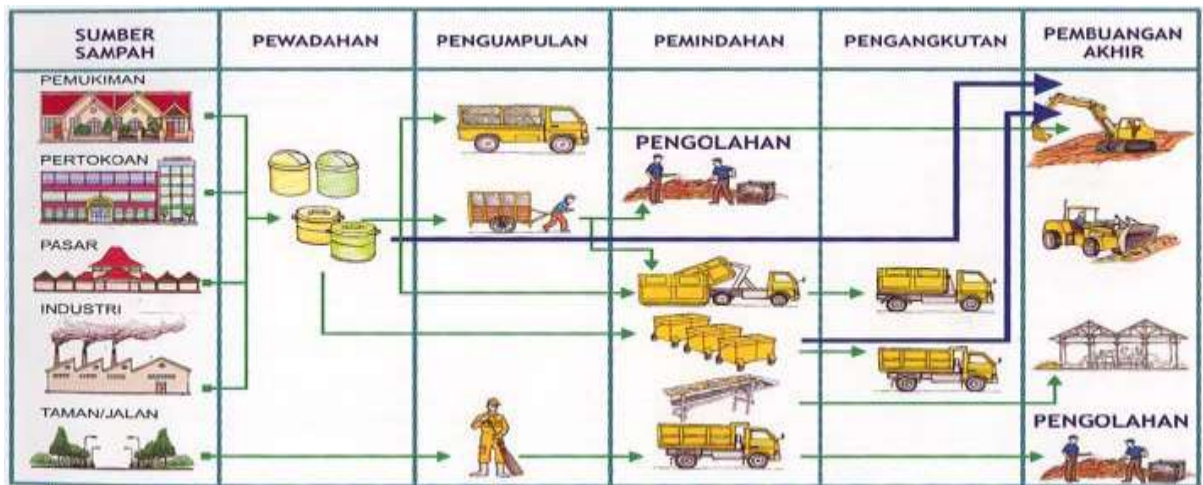 SUMBER
SAMPAH
PEWADAHAN
PENGUMPULAN
PEMINDAHAN
PENGANGKUTAN
PEMBUANGAN
AKHIR
PEMUKIMAN
PERTOKOAN
PENGOLAHAN
PASAR
INDUSTRI
TAMAN/JALAN
PENGOLAHAN